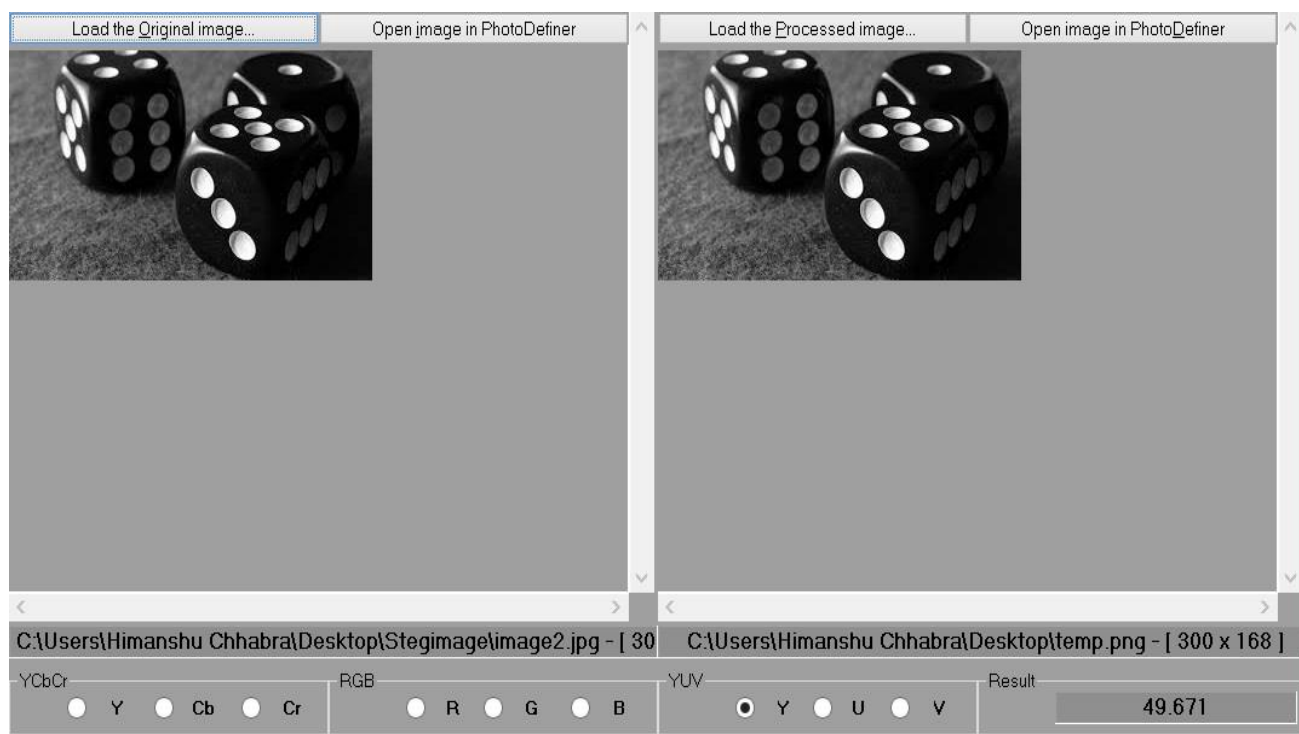 Load the Original image... Open image in PhotoDefiner Load the Processed image... Open image in PhotoDefiner
C:\Users\Himanshu Chhabra\Desktop\Stegimage\image2.jpg - [ 30 C:\Users\Himanshu Chhabra\Desktop\temp.png - [ 300 x 168 ]
YCbCr RGB YUV Result
Y Cb Cr R G B Y U V 49.671